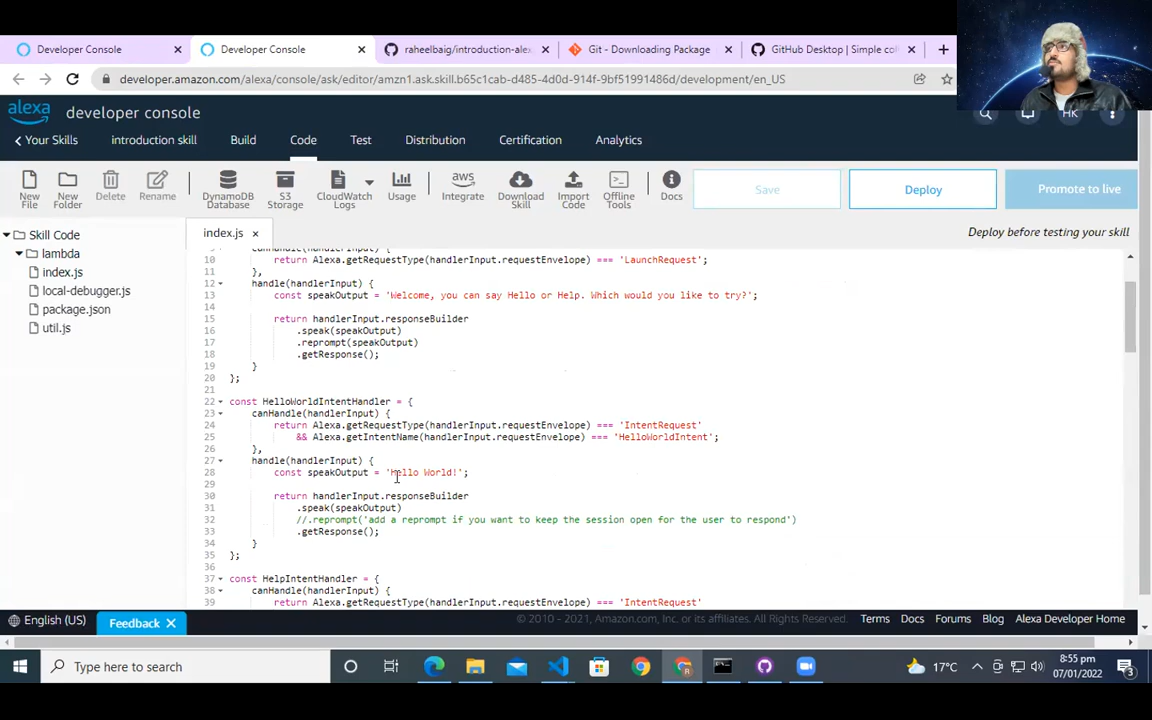 Developer Console
Developer Console
raheelbaig/introduction-ale
Git - Downloading Package
GitHub Desktop | Simple col
developer.amazon.com/alexa/console/ask/editor/amzn1.ask.skill.b65c1cab-d485-4d0d-914f-9bf51991486d/development/en_US
alexa
developer console
HK
Your Skills
introduction skill
Build
Code
Test
Distribution
Certification
Analytics
New File
New Folder
Delete
Rename
DynamoDB Database
S3 Storage
CloudWatch Logs
Usage
aws
Integrate
Download Skill
Import Code
Offline Tools
Docs
Save
Deploy
Promote to live
Skill Code
lambda
index.js
local-debugger.js
package.json
util.js
index.js
Deploy before testing your skill
9 canHandle(handlerInput) {
10 return Alexa.getRequestType(handlerInput.requestEnvelope) === 'LaunchRequest';
11 },
12 handle(handlerInput) {
13 const speakOutput = 'Welcome, you can say Hello or Help. Which would you like to try?';
14
15 return handlerInput.responseBuilder
16 .speak(speakOutput)
17 .reprompt(speakOutput)
18 .getResponse();
19 }
20 };
21
22 const HelloWorldIntentHandler = {
23 canHandle(handlerInput) {
24 return Alexa.getRequestType(handlerInput.requestEnvelope) === 'IntentRequest'
25 && Alexa.getIntentName(handlerInput.requestEnvelope) === 'HelloWorldIntent';
26 },
27 handle(handlerInput) {
28 const speakOutput = 'Hello World!';
29
30 return handlerInput.responseBuilder
31 .speak(speakOutput)
32 //.reprompt('add a reprompt if you want to keep the session open for the user to respond')
33 .getResponse();
34 }
35 };
36
37 const HelpIntentHandler = {
38 canHandle(handlerInput) {
39 return Alexa.getRequestType(handlerInput.requestEnvelope) === 'IntentRequest'
English (US)
Feedback
© 2010 - 2021, Amazon.com, Inc. or its affiliates. All Rights Reserved.
Terms
Docs
Forums
Blog
Alexa Developer Home
Type here to search
17°C
8:55 pm
07/01/2022
3